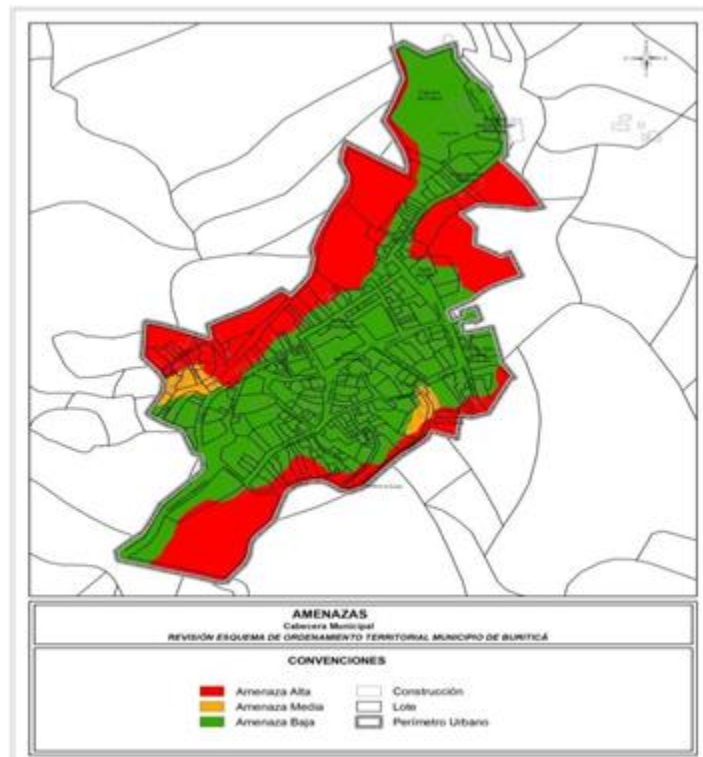 AMENAZAS
Cabecera Municipal
REVISIÓN ESQUEMA DE ORDENAMIENTO TERRITORIAL MUNICIPIO DE BURITICÁ
CONVENCIONES
Amenaza Alta
Construcción
Amenaza Media
Lote
Amenaza Baja
Perímetro Urbano